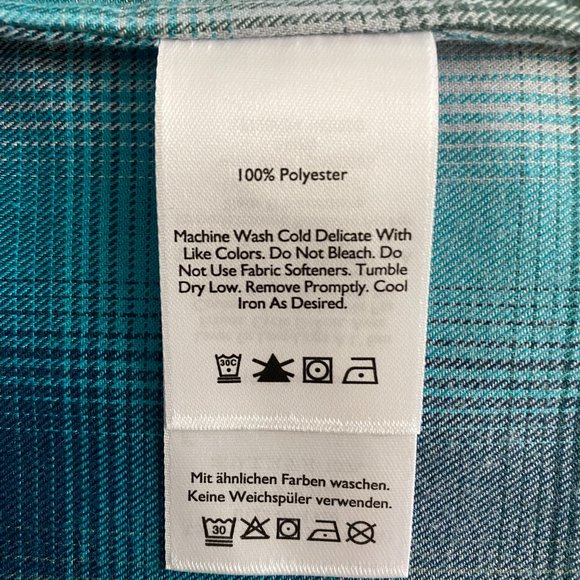 100% Polyester
Machine Wash Cold Delicate With
Like Colors. Do Not Bleach. Do
Not Use Fabric Softeners. Tumble
Dry Low. Remove Promptly. Cool
Iron As Desired.
30C
Mit ähnlichen Farben waschen.
Keine Weichspüler verwenden.
30